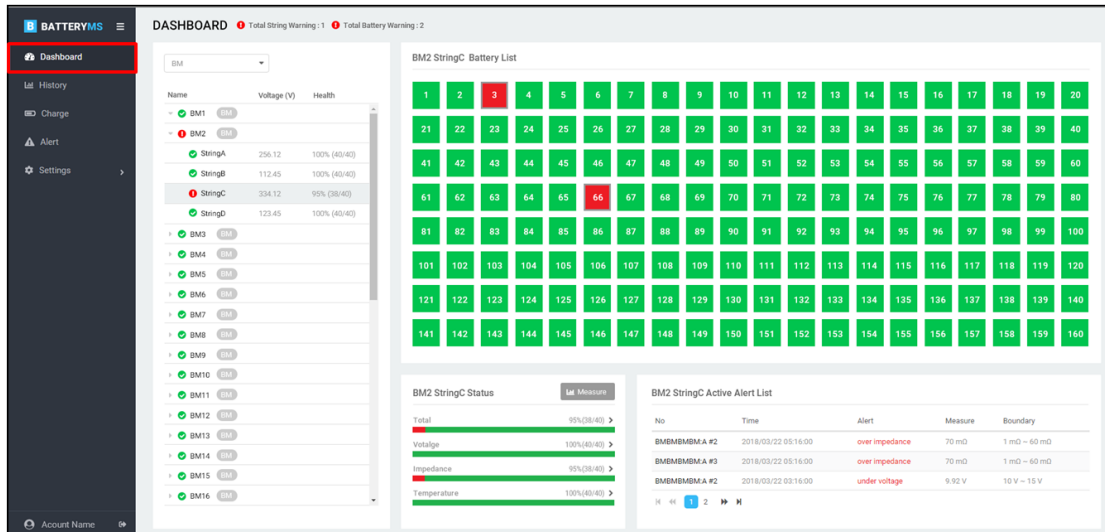 B BATTERYMS
DASHBOARD Total String Warning : 1 Total Battery Warning : 2
Dashboard
History
Charge
Alert
Settings
Acount Name
BM
Name Voltage (V) Health
BM1 BM
BM2 BM
StringA 256.12 100% (40/40)
StringB 112.45 100% (40/40)
StringC 334.12 95% (38/40)
StringD 123.45 100% (40/40)
BM3 BM
BM4 BM
BM5 BM
BM6 BM
BM7 BM
BM8 BM
BM9 BM
BM10 BM
BM11 BM
BM12 BM
BM13 BM
BM14 BM
BM15 BM
BM16 BM
BM2 StringC Battery List
1 2 3 4 5 6 7 8 9 10 11 12 13 14 15 16 17 18 19 20
21 22 23 24 25 26 27 28 29 30 31 32 33 34 35 36 37 38 39 40
41 42 43 44 45 46 47 48 49 50 51 52 53 54 55 56 57 58 59 60
61 62 63 64 65 66 67 68 69 70 71 72 73 74 75 76 77 78 79 80
81 82 83 84 85 86 87 88 89 90 91 92 93 94 95 96 97 98 99 100
101 102 103 104 105 106 107 108 109 110 111 112 113 114 115 116 117 118 119 120
121 122 123 124 125 126 127 128 129 130 131 132 133 134 135 136 137 138 139 140
141 142 143 144 145 146 147 148 149 150 151 152 153 154 155 156 157 158 159 160
BM2 StringC Status Measure
Total 95%(38/40)
Votalge 100%(40/40)
Impedance 95%(38/40)
Temperature 100%(40/40)
BM2 StringC Active Alert List
No Time Alert Measure Boundary
BMBMBMBM:A #2 2018/03/22 05:16:00 over impedance 70 mΩ 1 mΩ ~ 60 mΩ
BMBMBMBM:A #3 2018/03/22 05:16:00 over impedance 70 mΩ 1 mΩ ~ 60 mΩ
BMBMBMBM:A #2 2018/03/22 03:16:00 under voltage 9.92 V 10 V ~ 15 V
1 2